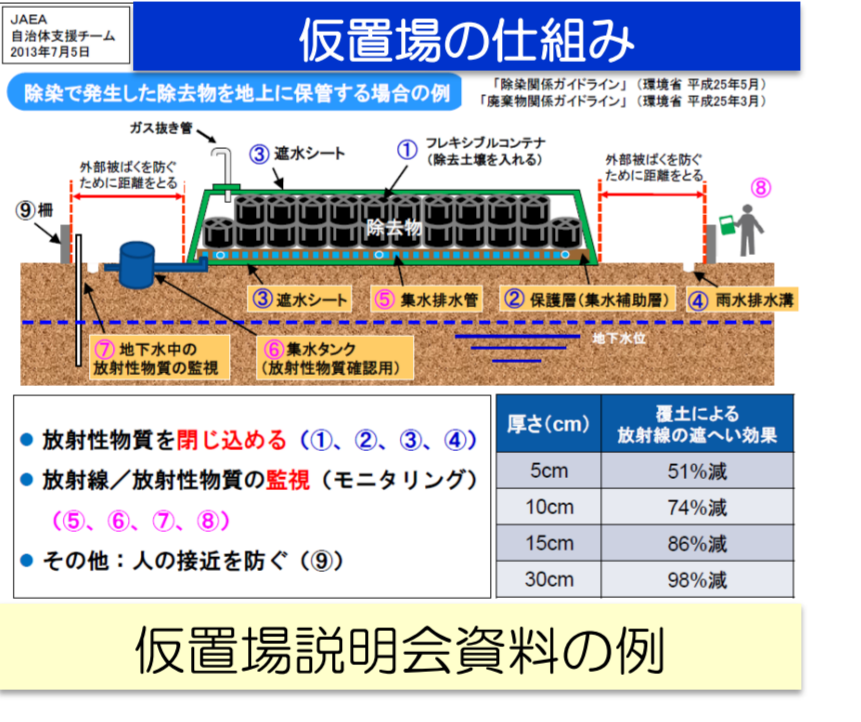 JAEA
自治体支援チーム
2013年7月5日
仮置場の仕組み
除染で発生した除去物を地上に保管する場合の例
「除染関係ガイドライン」（環境省 平成25年5月）
「廃棄物関係ガイドライン」（環境省 平成25年3月）
ガス抜き管
③遮水シート
①
フレキシブルコンテナ
（除去土壌を入れる）
外部被ばくを防ぐ
ために距離をとる
外部被ばくを防ぐ
ために距離をとる
⑧
⑨柵
除去物
③遮水シート
⑤集水排水管
②保護層（集水補助層）
④雨水排水溝
地下水位
⑦地下水中の
放射性物質の監視
⑥集水タンク
（放射性物質確認用）
● 放射性物質を閉じ込める（①、②、③、④）
● 放射線／放射性物質の監視（モニタリング）
（⑤、⑥、⑦、⑧）
● その他：人の接近を防ぐ（⑨）
厚さ（cm）
覆土による
放射線の遮へい効果
5cm 51%減
10cm 74%減
15cm 86%減
30cm 98%減
仮置場説明会資料の例